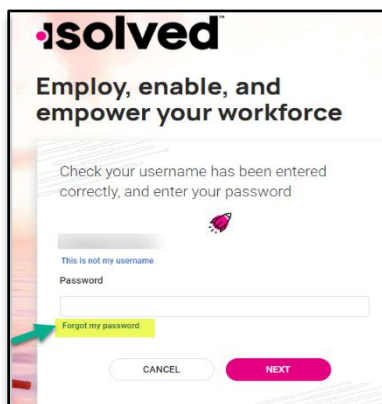 isolved
Employ, enable, and
empower your workforce
Check your username has been entered
correctly, and enter your password
This is not my username
Password
Forgot my password
CANCEL NEXT